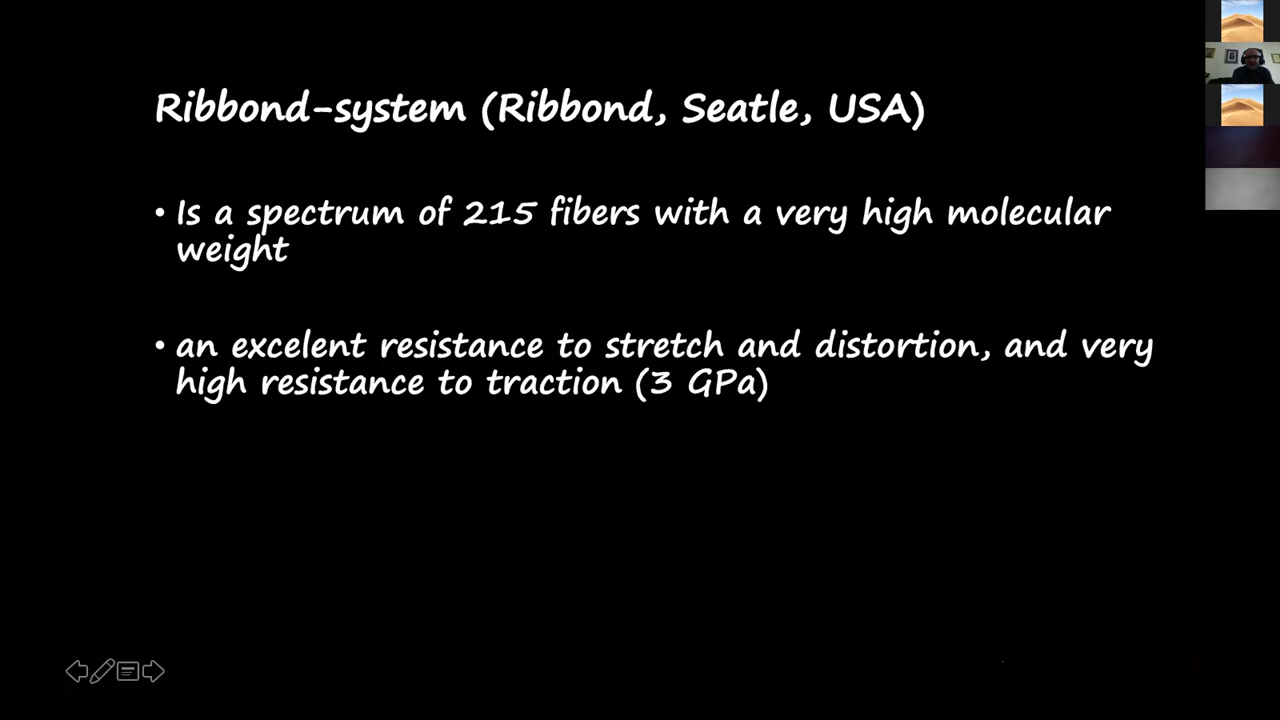 Ribbond-system (Ribbond, Seatle, USA)
• Is a spectrum of 215 fibers with a very high molecular
weight
• an excelent resistance to stretch and distortion, and very
high resistance to traction (3 GPa)